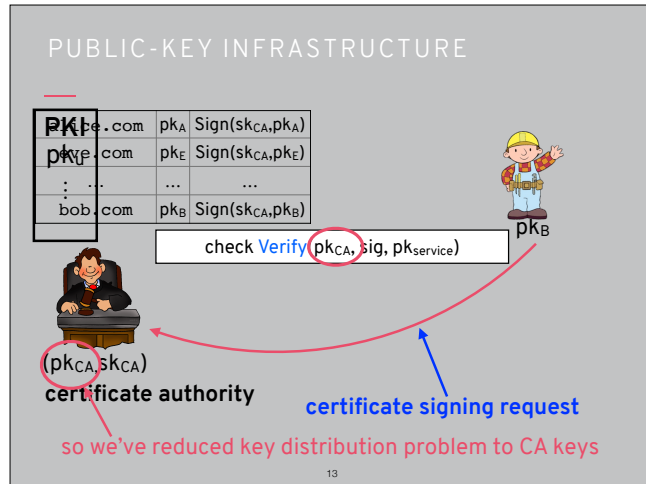 PUBLIC-KEY INFRASTRUCTURE
PKI
pku
⋮
alice.com pkA Sign(skCA,pkA)
eve.com pkE Sign(skCA,pkE)
... ... ...
bob.com pkB Sign(skCA,pkB)
pkB
check Verify(pkCA, sig, pkservice)
(pkCA,skCA)
certificate authority
certificate signing request
so we've reduced key distribution problem to CA keys
13